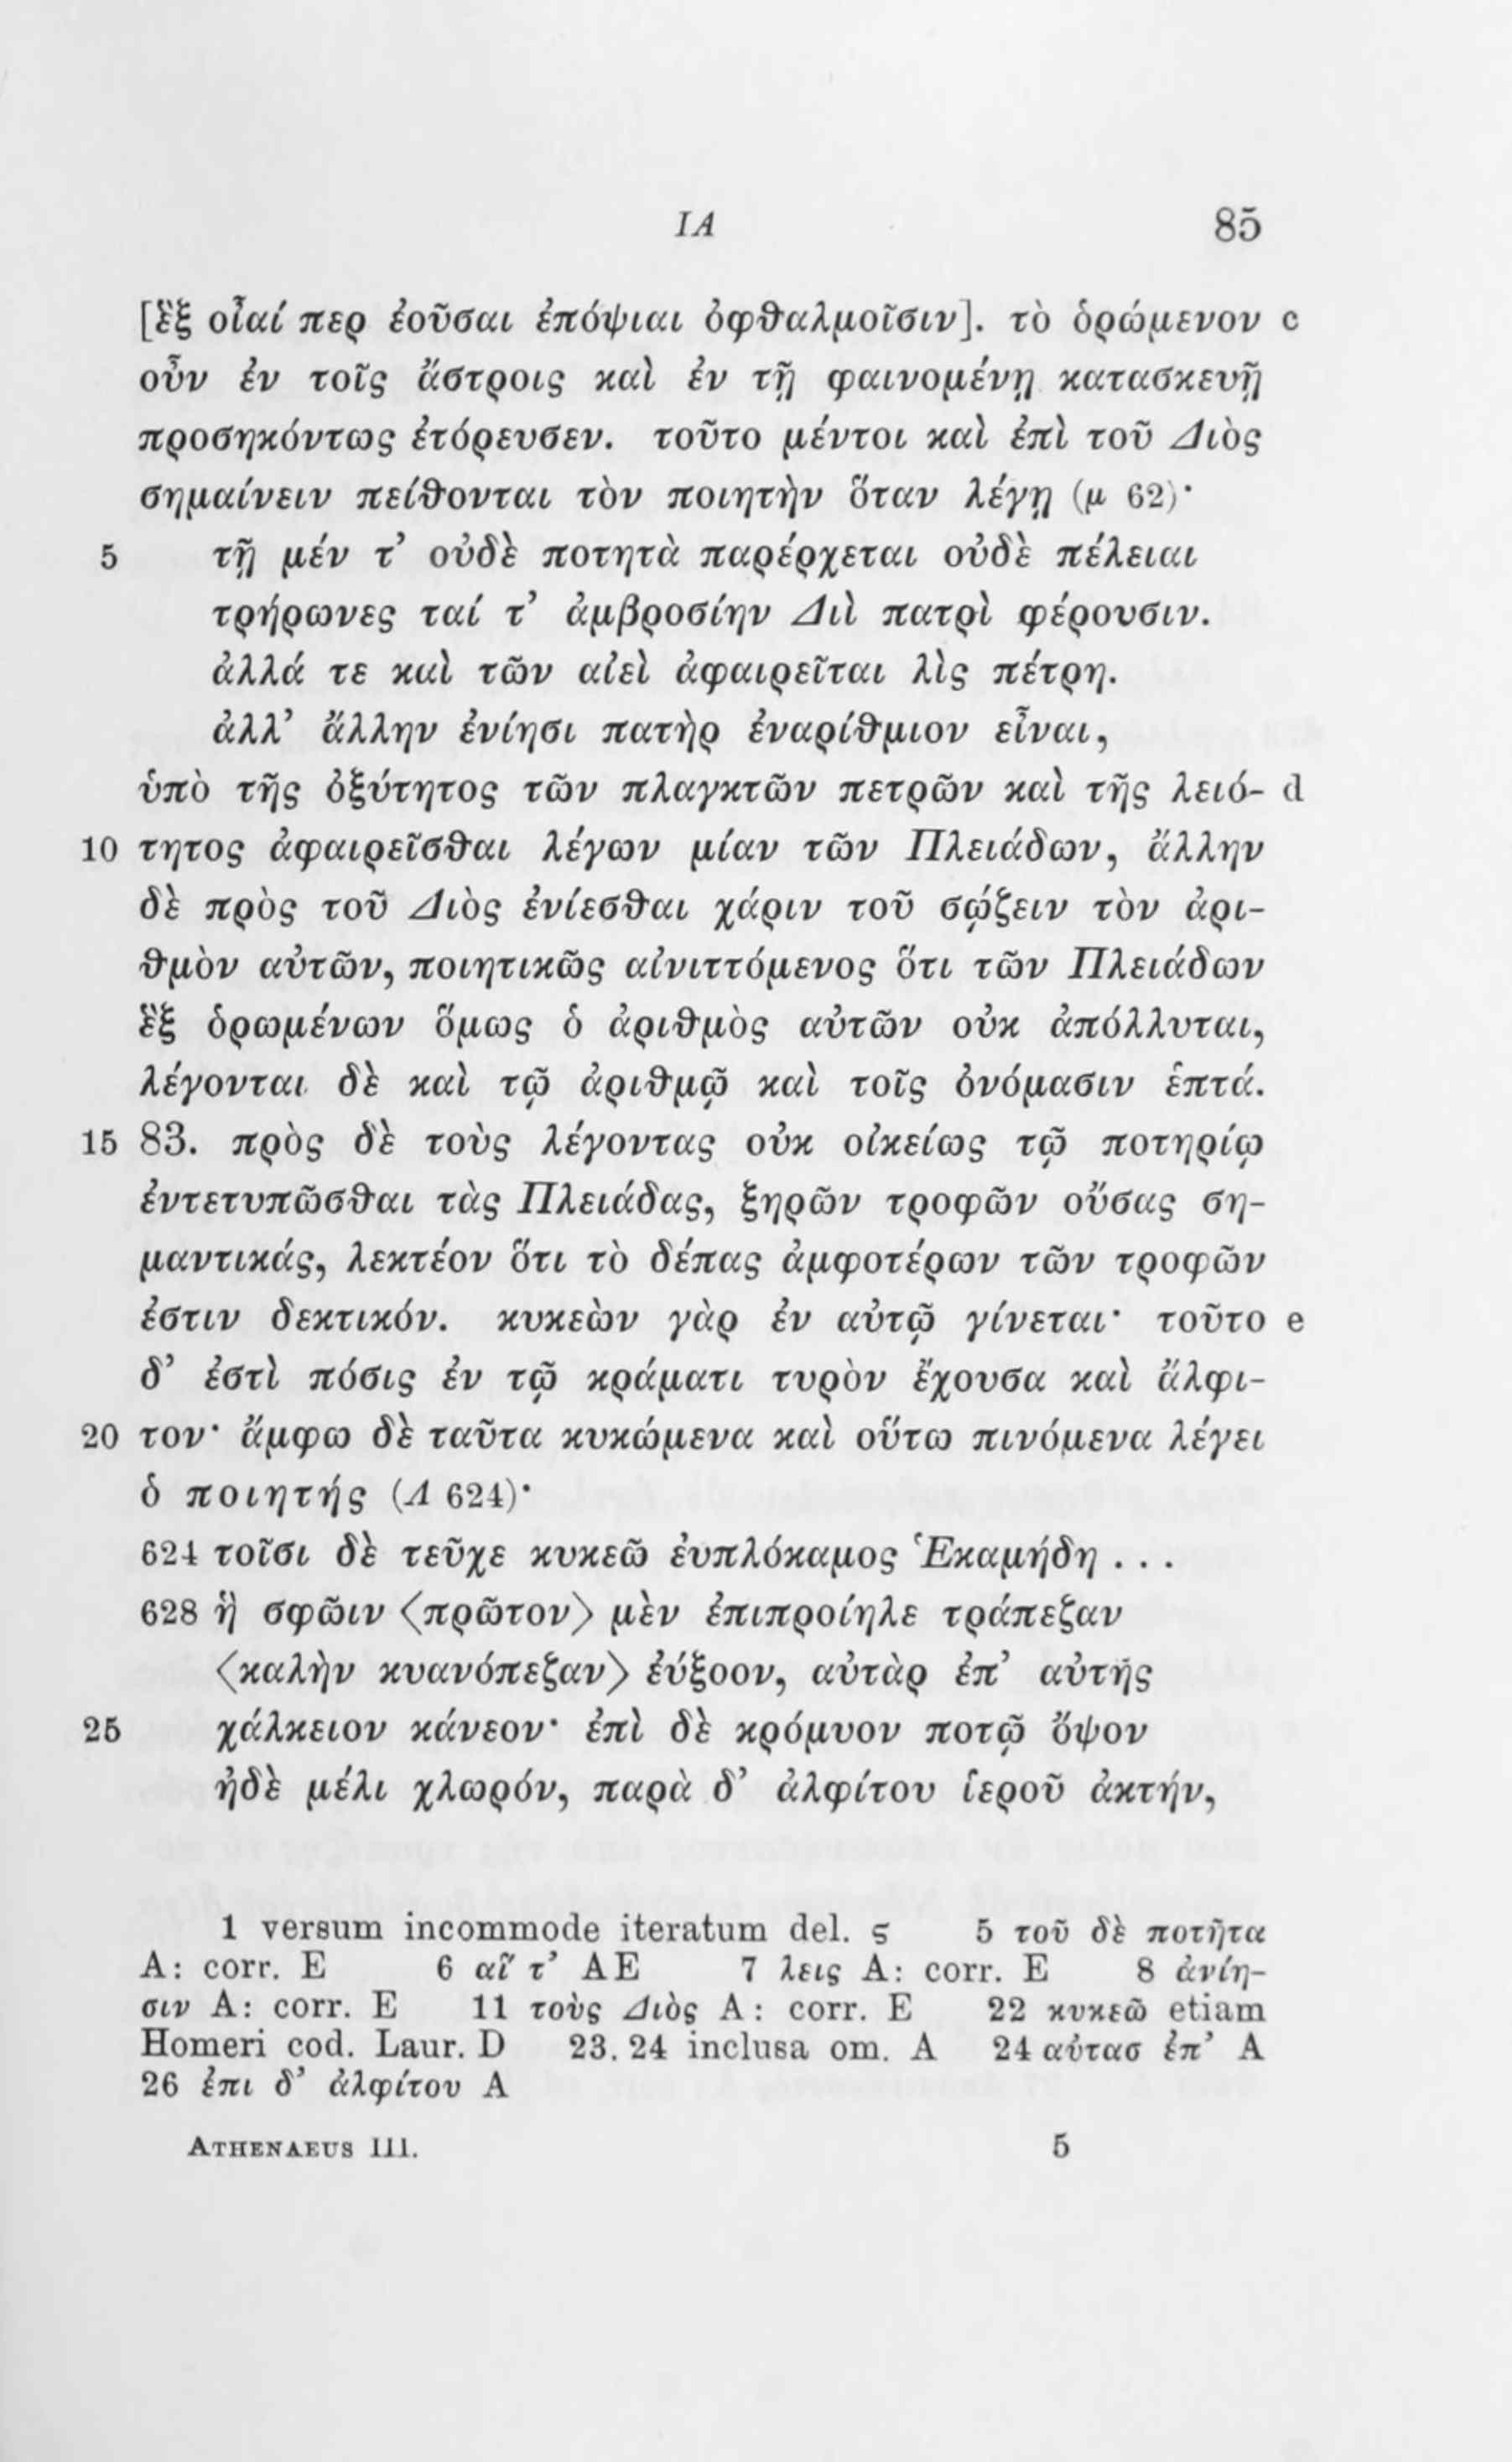 ΙΑ 85
[ἓξ οἷαί περ ἐοῦσαι ἐπόψιαι ὀφθαλμοῖσιν]. τὸ ὁρώμενον c
οὖν ἐν τοῖς ἄστροις καὶ ἐν τῇ φαινομένῃ κατασκευῇ
προσηκόντως ἐτόρευσεν. τοῦτο μέντοι καὶ ἐπὶ τοῦ Διὸς
σημαίνειν πείθονται τὸν ποιητὴν ὅταν λέγῃ (μ 62)·
5 τῇ μέν τ’ οὐδὲ ποτητὰ παρέρχεται οὐδὲ πέλειαι
τρήρωνες ταί τ’ ἀμβροσίην Διὶ πατρὶ φέρουσιν.
ἀλλά τε καὶ τῶν αἰεὶ ἀφαιρεῖται λὶς πέτρη.
ἀλλ’ ἄλλην ἐνίησι πατὴρ ἐναρίθμιον εἶναι,
ὑπὸ τῆς ὀξύτητος τῶν πλαγκτῶν πετρῶν καὶ τῆς λειό- d
10 τητος ἀφαιρεῖσθαι λέγων μίαν τῶν Πλειάδων, ἄλλην
δὲ πρὸς τοῦ Διὸς ἐνίεσθαι χάριν τοῦ σῴζειν τὸν ἀρι-
θμὸν αὐτῶν, ποιητικῶς αἰνιττόμενος ὅτι τῶν Πλειάδων
ἓξ ὁρωμένων ὅμως ὁ ἀριθμὸς αὐτῶν οὐκ ἀπόλλυται,
λέγονται δὲ καὶ τῷ ἀριθμῷ καὶ τοῖς ὀνόμασιν ἑπτά.
15 83. πρὸς δὲ τοὺς λέγοντας οὐκ οἰκείως τῷ ποτηρίῳ
ἐντετυπῶσθαι τὰς Πλειάδας, ξηρῶν τροφῶν οὔσας ση-
μαντικάς, λεκτέον ὅτι τὸ δέπας ἀμφοτέρων τῶν τροφῶν
ἐστιν δεκτικόν. κυκεὼν γὰρ ἐν αὐτῷ γίνεται· τοῦτο e
δ’ ἐστὶ πόσις ἐν τῷ κράματι τυρὸν ἔχουσα καὶ ἄλφι-
20 τον· ἄμφω δὲ ταῦτα κυκώμενα καὶ οὕτω πινόμενα λέγει
ὁ ποιητής (Λ 624)·
624 τοῖσι δὲ τεῦχε κυκεῶ ἐυπλόκαμος Ἑκαμήδη . . .
628 ἥ σφῶιν <πρῶτον> μὲν ἐπιπροίηλε τράπεζαν
<καλὴν κυανόπεζαν> ἐύξοον, αὐτὰρ ἐπ’ αὐτῆς
25 χάλκειον κάνεον· ἐπὶ δὲ κρόμυον ποτῷ ὄψον
ἠδὲ μέλι χλωρόν, παρὰ δ’ ἀλφίτου ἱεροῦ ἀκτήν,
1 versum incommode iteratum del. ς 5 τοῦ δὲ ποτῆτα
A: corr. E 6 αἵ τ’ AE 7 λεις A: corr. E 8 ἀνίη-
σιν A: corr. E 11 τοὺς Διὸς A: corr. E 22 κυκεῶ etiam
Homeri cod. Laur. D 23. 24 inclusa om. A 24 αὐτασ ἐπ’ A
26 ἐπι δ’ ἀλφίτου A
ATHENAEUS III. 5